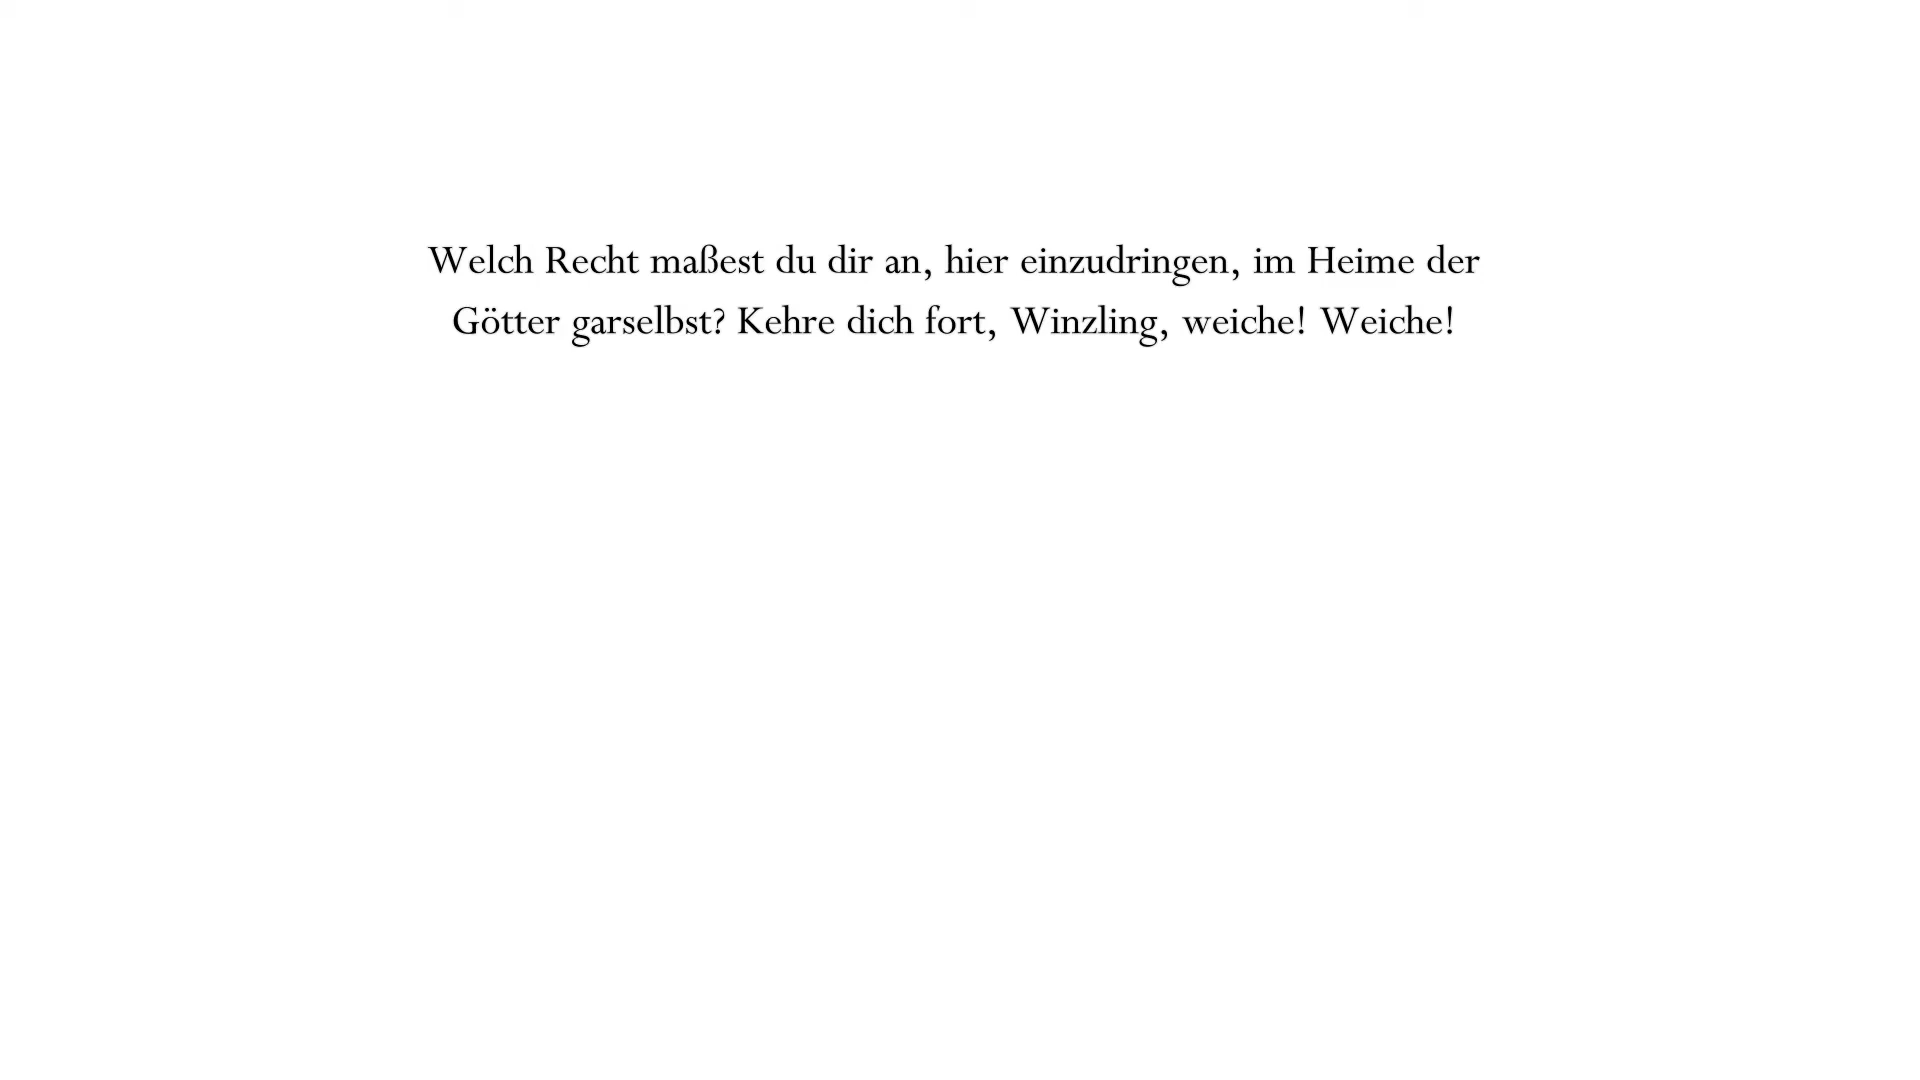 Welch Recht maßest du dir an, hier einzudringen, im Heime der
Götter garselbst? Kehre dich fort, Winzling, weiche! Weiche!